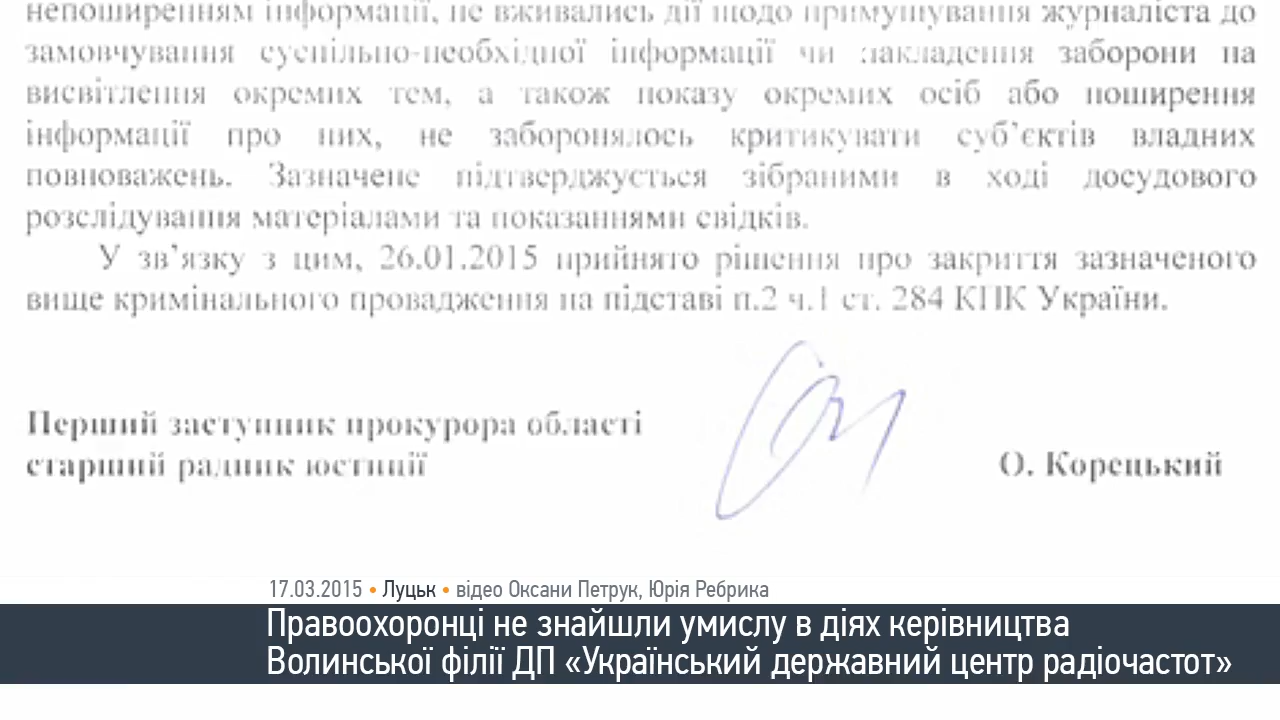 непоширенням інформації, не вживались дії щодо примушування журналіста до
замовчування суспільно-необхідної інформації чи накладення заборони на
висвітлення окремих тем, а також показу окремих осіб або поширення
інформації про них, не заборонялось критикувати суб’єктів владних
повноважень. Зазначене підтверджується зібраними в ході досудового
розслідування матеріалами та показаннями свідків.
У зв’язку з цим, 26.01.2015 прийнято рішення про закриття зазначеного
вище кримінального провадження на підставі п.2 ч.1 ст. 284 КПК України.
Перший заступник прокурора області
старший радник юстиції
О. Корецький
17.03.2015 • Луцьк • відео Оксани Петрук, Юрія Ребрика
Правоохоронці не знайшли умислу в діях керівництва
Волинської філії ДП «Український державний центр радіочастот»